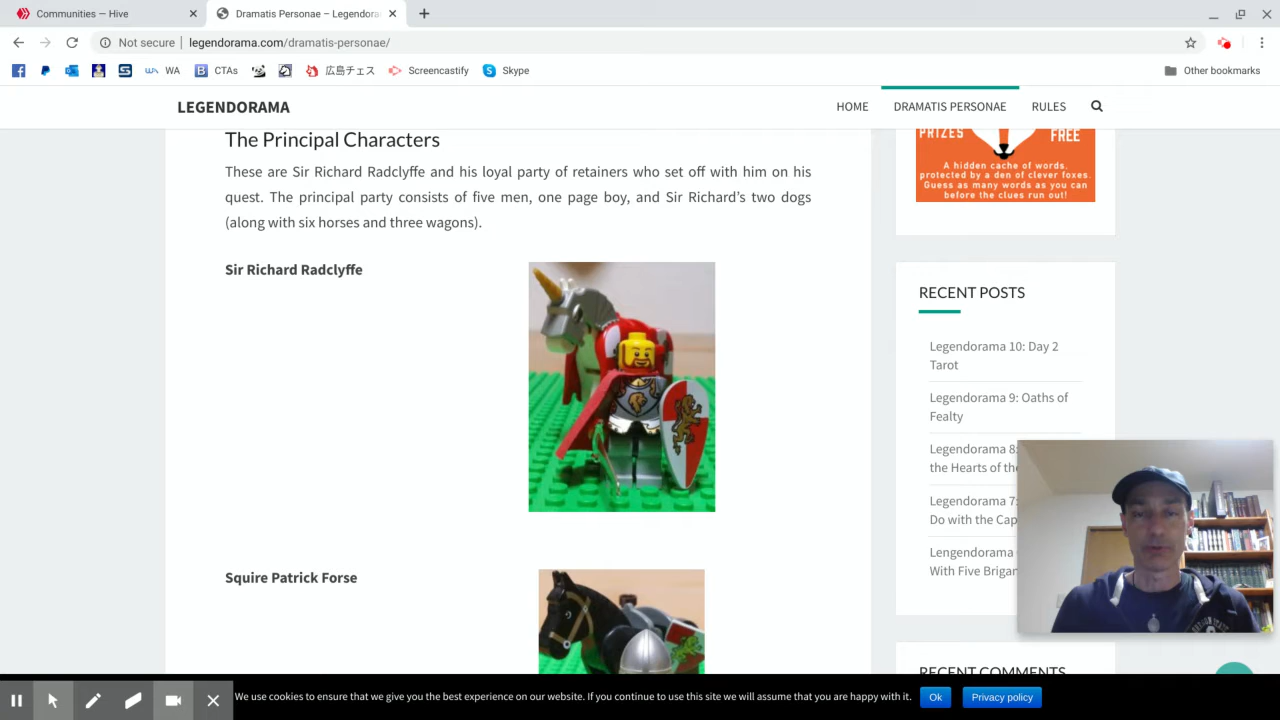 Communities — Hive
Dramatis Personae – Legendora
Not secure | legendorama.com/dramatis-personae/
WA
CTAs
広島チェス
Screencastify
Skype
Other bookmarks
LEGENDORAMA
HOME
DRAMATIS PERSONAE
RULES
The Principal Characters
These are Sir Richard Radclyffe and his loyal party of retainers who set off with him on his
quest. The principal party consists of five men, one page boy, and Sir Richard's two dogs
(along with six horses and three wagons).
Sir Richard Radclyffe
Squire Patrick Forse
PRIZES
FREE
A hidden cache of words,
protected by a den of clever foxes.
Guess as many words as you can
before the clues run out!
RECENT POSTS
Legendorama 10: Day 2
Tarot
Legendorama 9: Oaths of
Fealty
Legendorama 8:
the Hearts of the
Legendorama 7:
Do with the Cap
Lengendorama
With Five Brigan
RECENT COMMENTS
We use cookies to ensure that we give you the best experience on our website. If you continue to use this site we will assume that you are happy with it.
Ok
Privacy policy